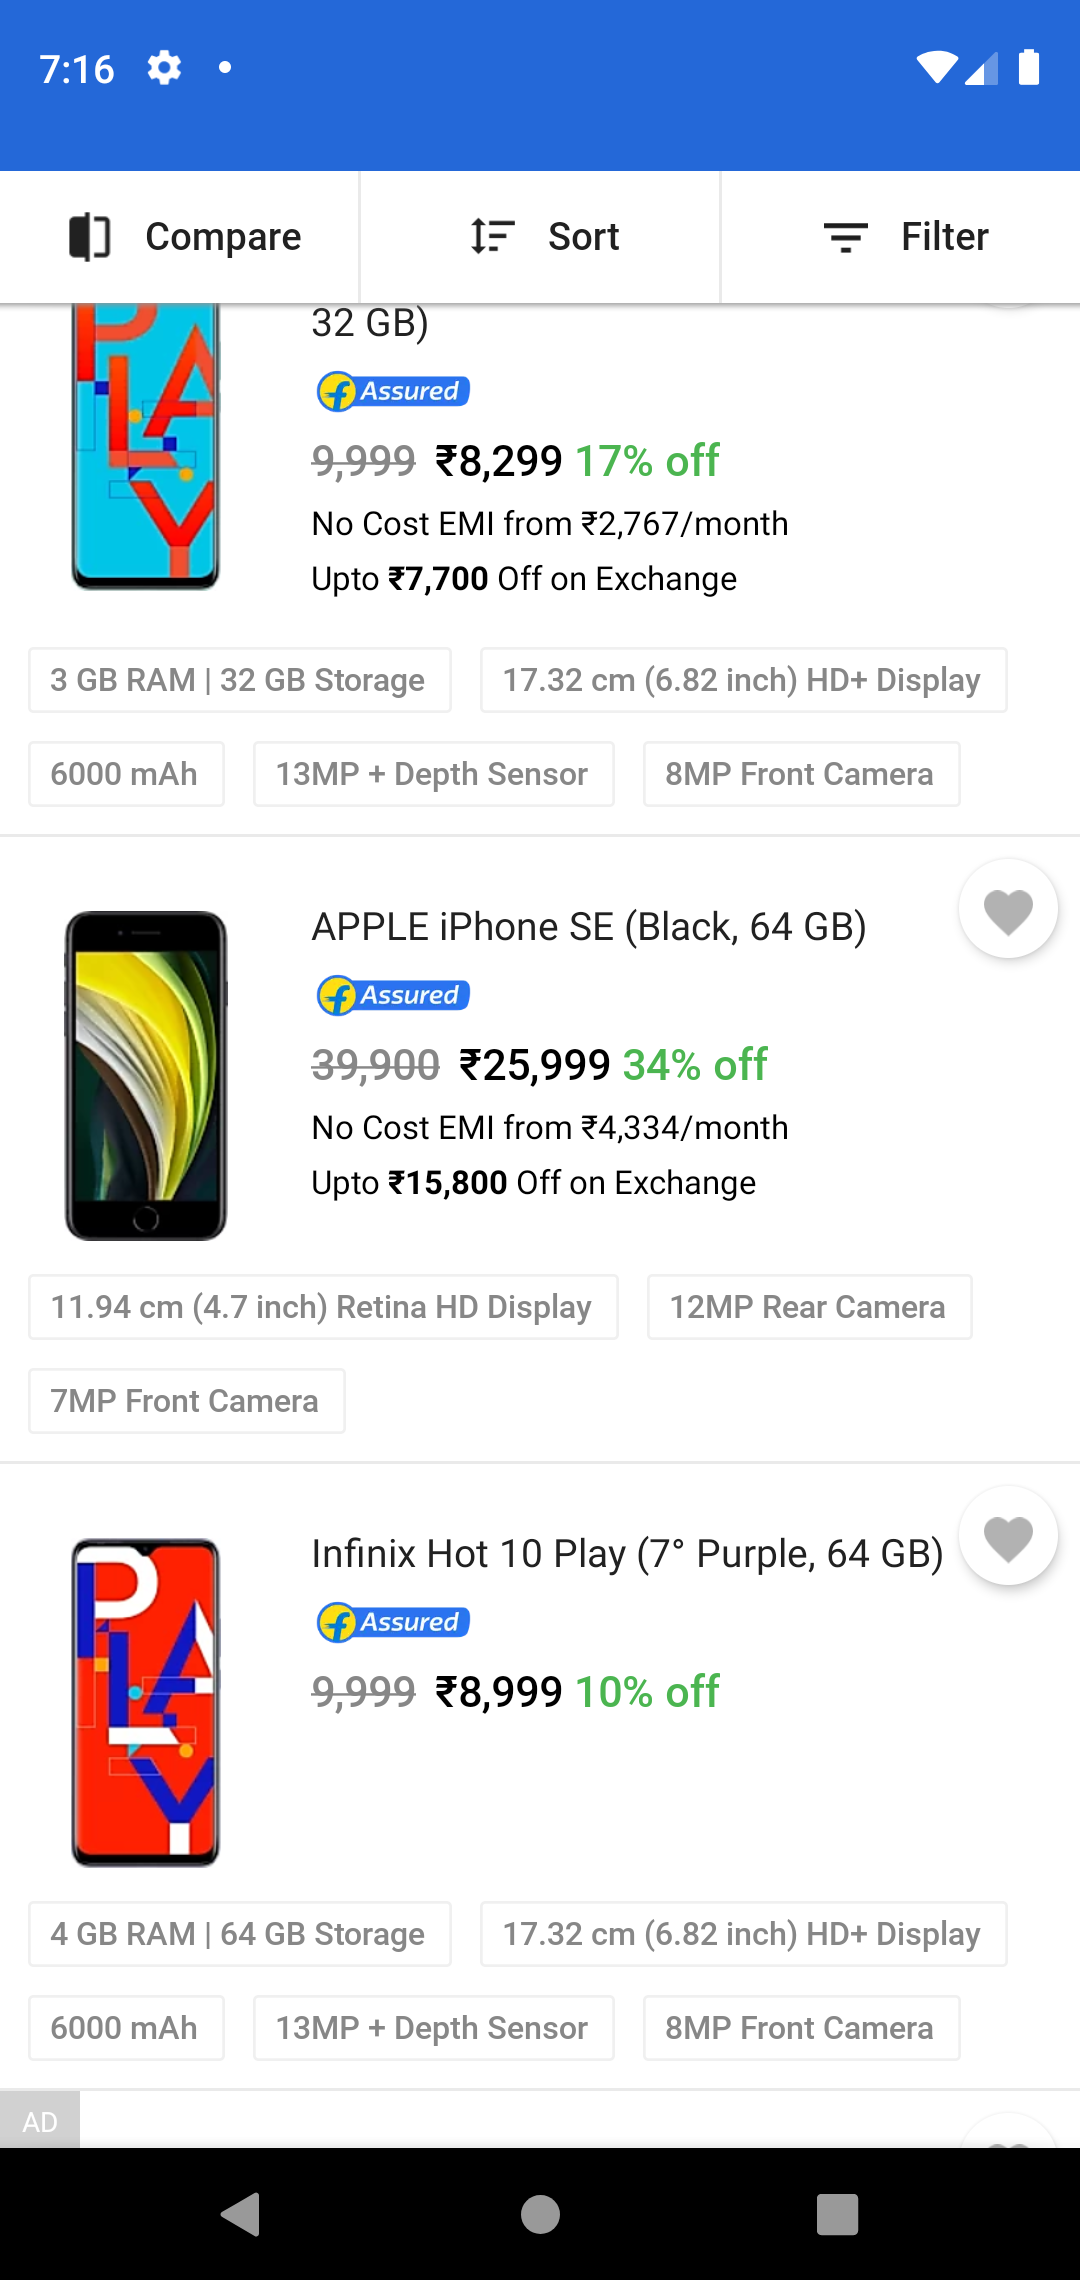 7:16
Compare
Sort
Filter
32 GB)
Assured
9,999 ₹8,299 17% off
No Cost EMI from ₹2,767/month
Upto ₹7,700 Off on Exchange
3 GB RAM | 32 GB Storage
17.32 cm (6.82 inch) HD+ Display
6000 mAh
13MP + Depth Sensor
8MP Front Camera
APPLE iPhone SE (Black, 64 GB)
Assured
39,900 ₹25,999 34% off
No Cost EMI from ₹4,334/month
Upto ₹15,800 Off on Exchange
11.94 cm (4.7 inch) Retina HD Display
12MP Rear Camera
7MP Front Camera
Infinix Hot 10 Play (7° Purple, 64 GB)
PLAY
Assured
9,999 ₹8,999 10% off
4 GB RAM | 64 GB Storage
17.32 cm (6.82 inch) HD+ Display
6000 mAh
13MP + Depth Sensor
8MP Front Camera
AD